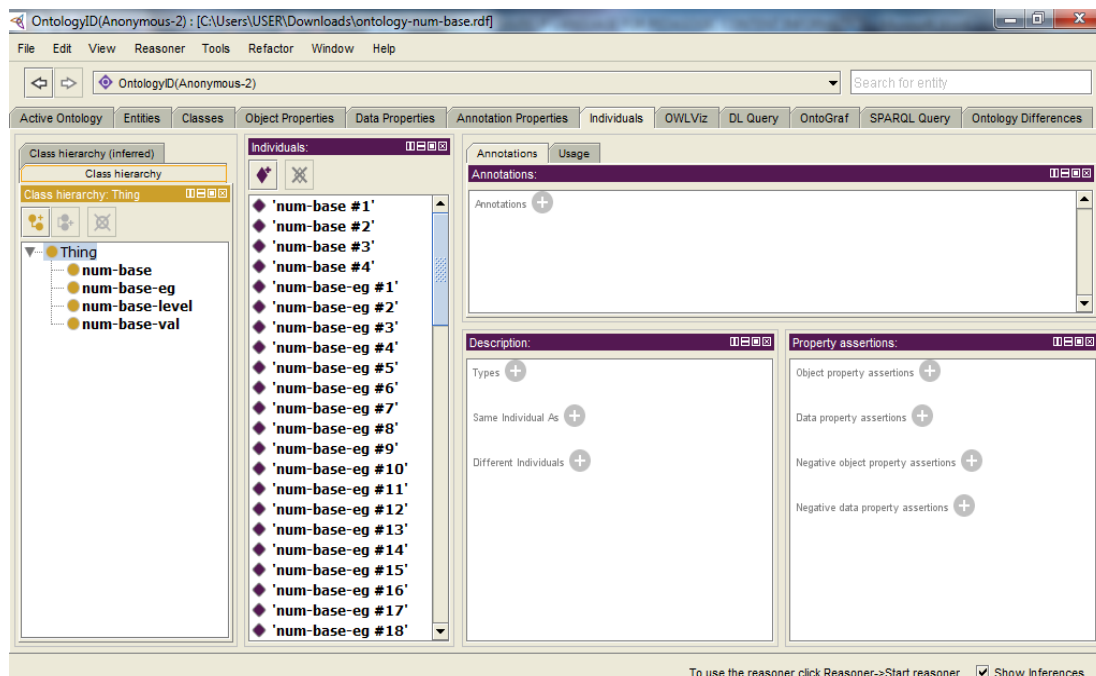 OntologyID(Anonymous-2) : [C:\Users\USER\Downloads\ontology-num-base.rdf]
File Edit View Reasoner Tools Refactor Window Help
OntologyID(Anonymous-2)
Search for entity
Active Ontology Entities Classes Object Properties Data Properties Annotation Properties Individuals OWLViz DL Query OntoGraf SPARQL Query Ontology Differences
Class hierarchy (inferred)
Class hierarchy
Class hierarchy: Thing
Thing
num-base
num-base-eg
num-base-level
num-base-val
Individuals:
'num-base #1'
'num-base #2'
'num-base #3'
'num-base #4'
'num-base-eg #1'
'num-base-eg #2'
'num-base-eg #3'
'num-base-eg #4'
'num-base-eg #5'
'num-base-eg #6'
'num-base-eg #7'
'num-base-eg #8'
'num-base-eg #9'
'num-base-eg #10'
'num-base-eg #11'
'num-base-eg #12'
'num-base-eg #13'
'num-base-eg #14'
'num-base-eg #15'
'num-base-eg #16'
'num-base-eg #17'
'num-base-eg #18'
Annotations Usage
Annotations:
Annotations
Description:
Types
Same Individual As
Different Individuals
Property assertions:
Object property assertions
Data property assertions
Negative object property assertions
Negative data property assertions
To use the reasoner click Reasoner->Start reasoner Show Inferences